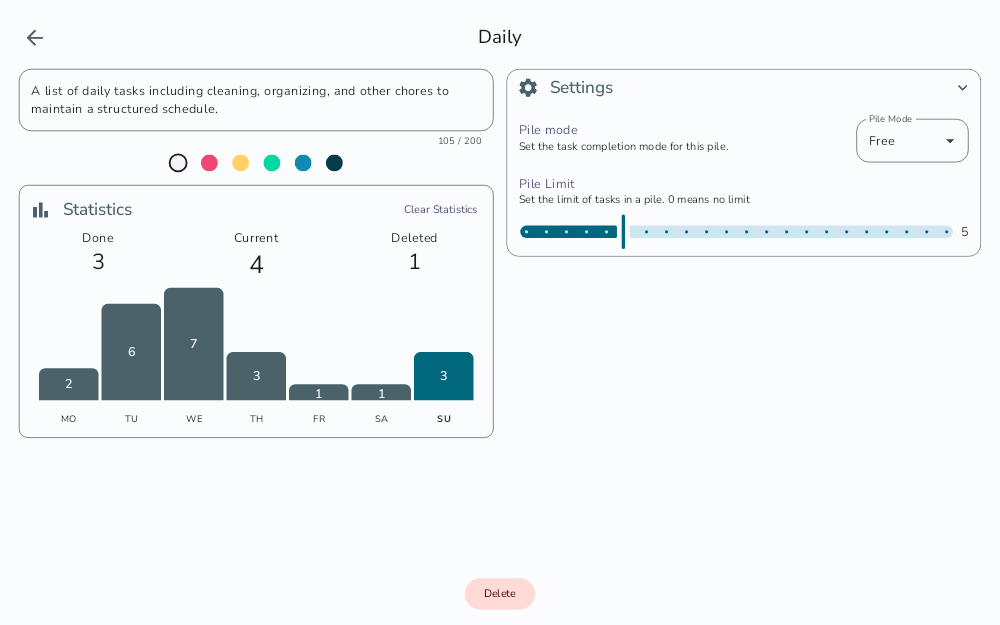 Daily
A list of daily tasks including cleaning, organizing, and other chores to
maintain a structured schedule.
105 / 200
Statistics
Clear Statistics
Done
Current
Deleted
3
4
1
2
6
7
3
1
1
3
MO
TU
WE
TH
FR
SA
SU
Settings
Pile mode
Set the task completion mode for this pile.
Pile Mode
Free
Pile Limit
Set the limit of tasks in a pile. 0 means no limit
5
Delete